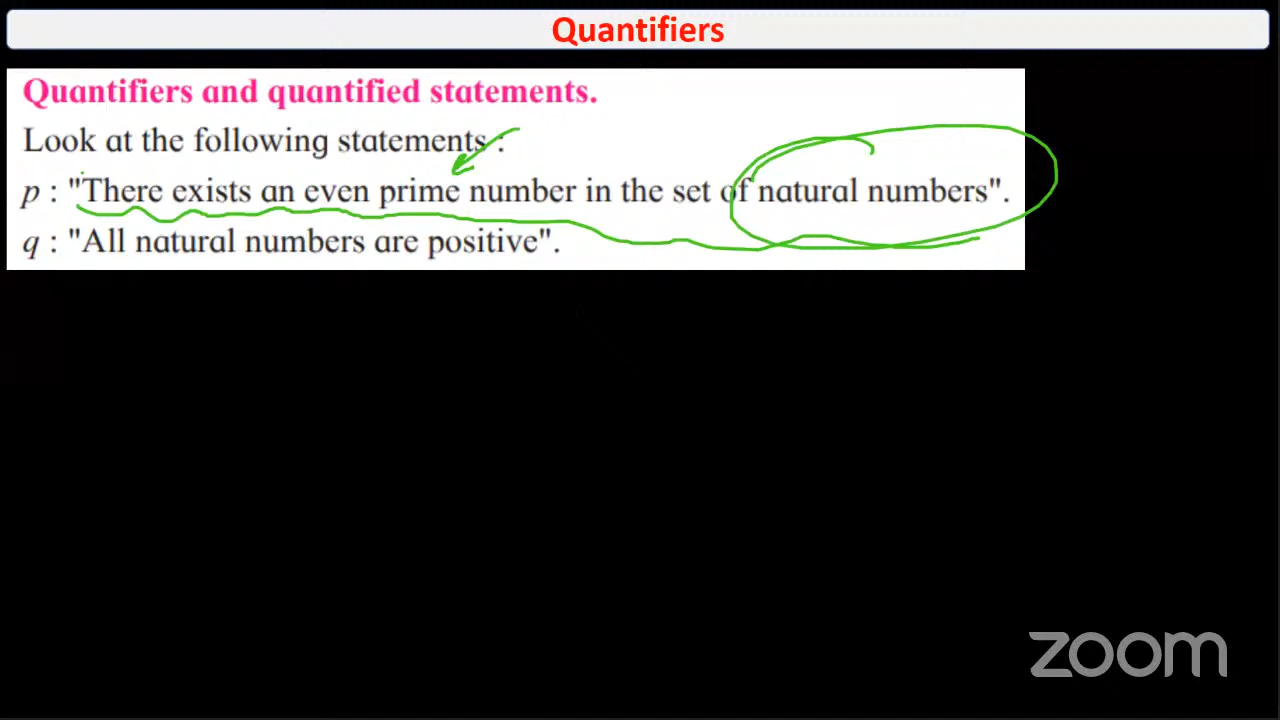 Quantifiers
Quantifiers and quantified statements.
Look at the following statements :
p : "There exists an even prime number in the set of natural numbers".
q : "All natural numbers are positive".
zoom